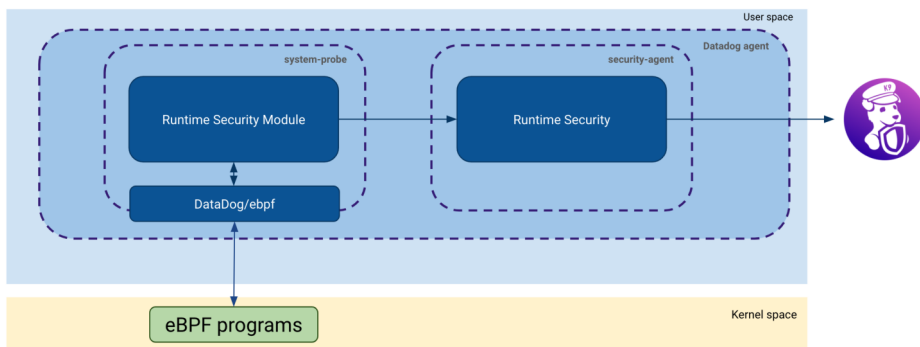 User space
Datadog agent
system-probe
security-agent
Runtime Security Module
Runtime Security
K9
DataDog/ebpf
eBPF programs
Kernel space